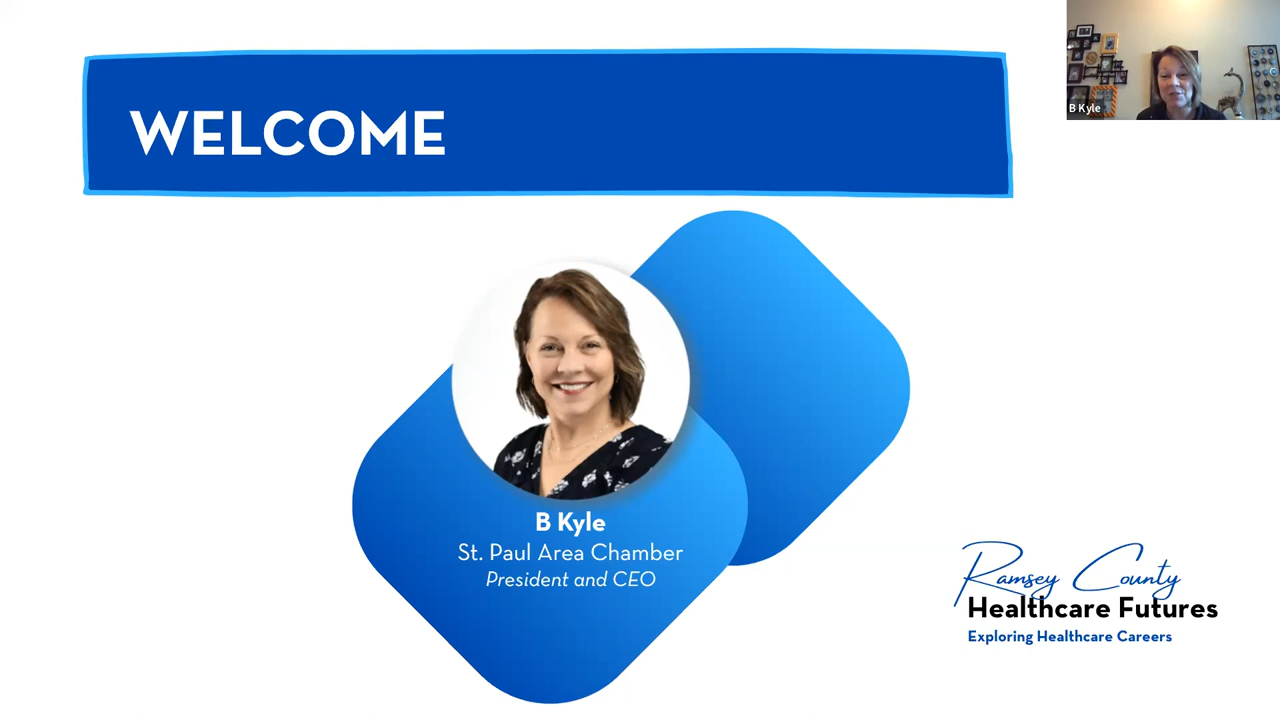 WELCOME
B Kyle
B Kyle
St. Paul Area Chamber
President and CEO
Ramsey County
Healthcare Futures
Exploring Healthcare Careers